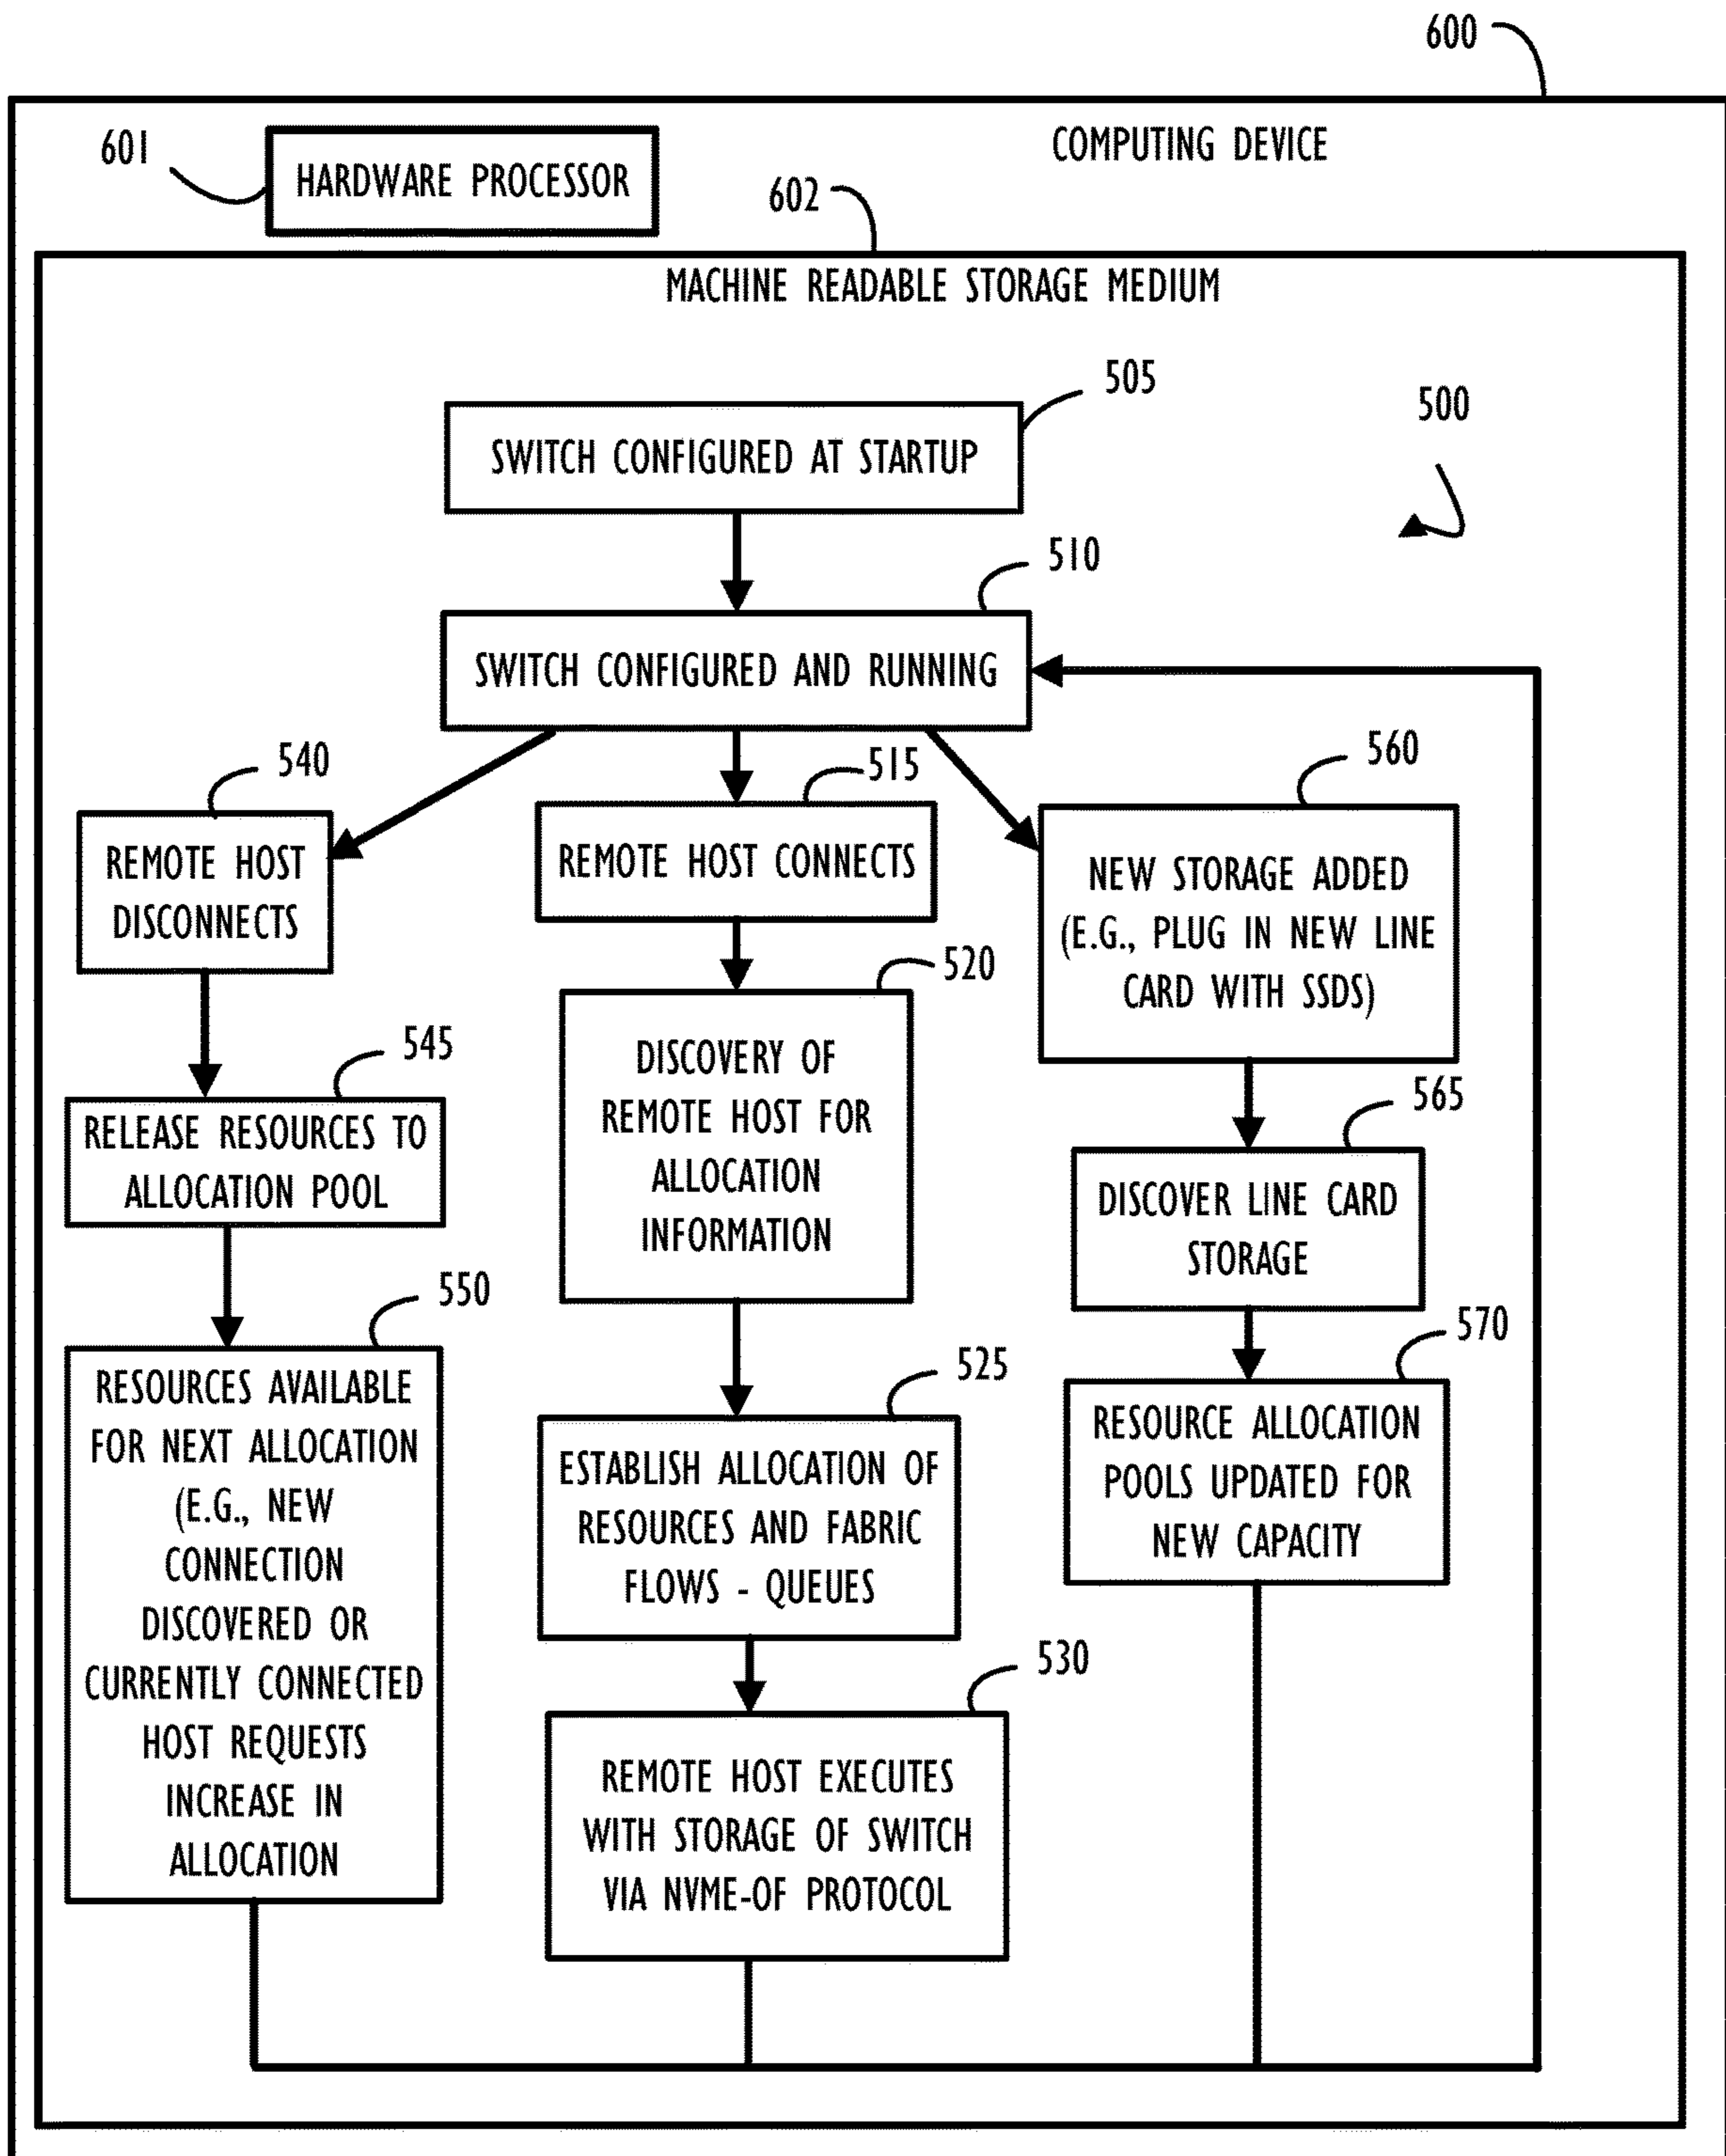 600
COMPUTING DEVICE
601
HARDWARE PROCESSOR
602
MACHINE READABLE STORAGE MEDIUM
505
500
SWITCH CONFIGURED AT STARTUP
510
SWITCH CONFIGURED AND RUNNING
540
REMOTE HOST
DISCONNECTS
545
RELEASE RESOURCES TO
ALLOCATION POOL
550
RESOURCES AVAILABLE
FOR NEXT ALLOCATION
(E.G., NEW
CONNECTION
DISCOVERED OR
CURRENTLY CONNECTED
HOST REQUESTS
INCREASE IN
ALLOCATION
515
REMOTE HOST CONNECTS
520
DISCOVERY OF
REMOTE HOST FOR
ALLOCATION
INFORMATION
525
ESTABLISH ALLOCATION OF
RESOURCES AND FABRIC
FLOWS - QUEUES
530
REMOTE HOST EXECUTES
WITH STORAGE OF SWITCH
VIA NVME-OF PROTOCOL
560
NEW STORAGE ADDED
(E.G., PLUG IN NEW LINE
CARD WITH SSDS)
565
DISCOVER LINE CARD
STORAGE
570
RESOURCE ALLOCATION
POOLS UPDATED FOR
NEW CAPACITY